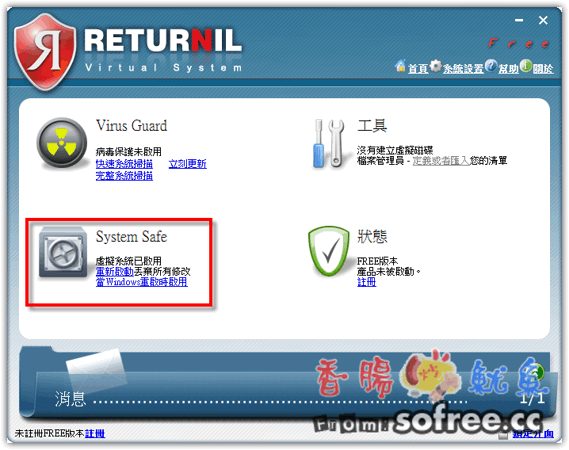 RETURNIL
Virtual System
Free
首頁 系統設置 幫助 關於
Virus Guard
病毒保護未啟用
快速系統掃描 立刻更新
完整系統掃描
工具
沒有建立虛擬磁碟
檔案管理員 - 定義或者匯入您的清單
System Safe
虛擬系統已啟用
重新啟動丟棄所有修改
當Windows重啟時啟用
狀態
FREE版本
產品未被啟動。
註冊
消息
1/1
香腸 魷魚
From: sofree.cc
未註冊FREE版本註冊
鎖定介面